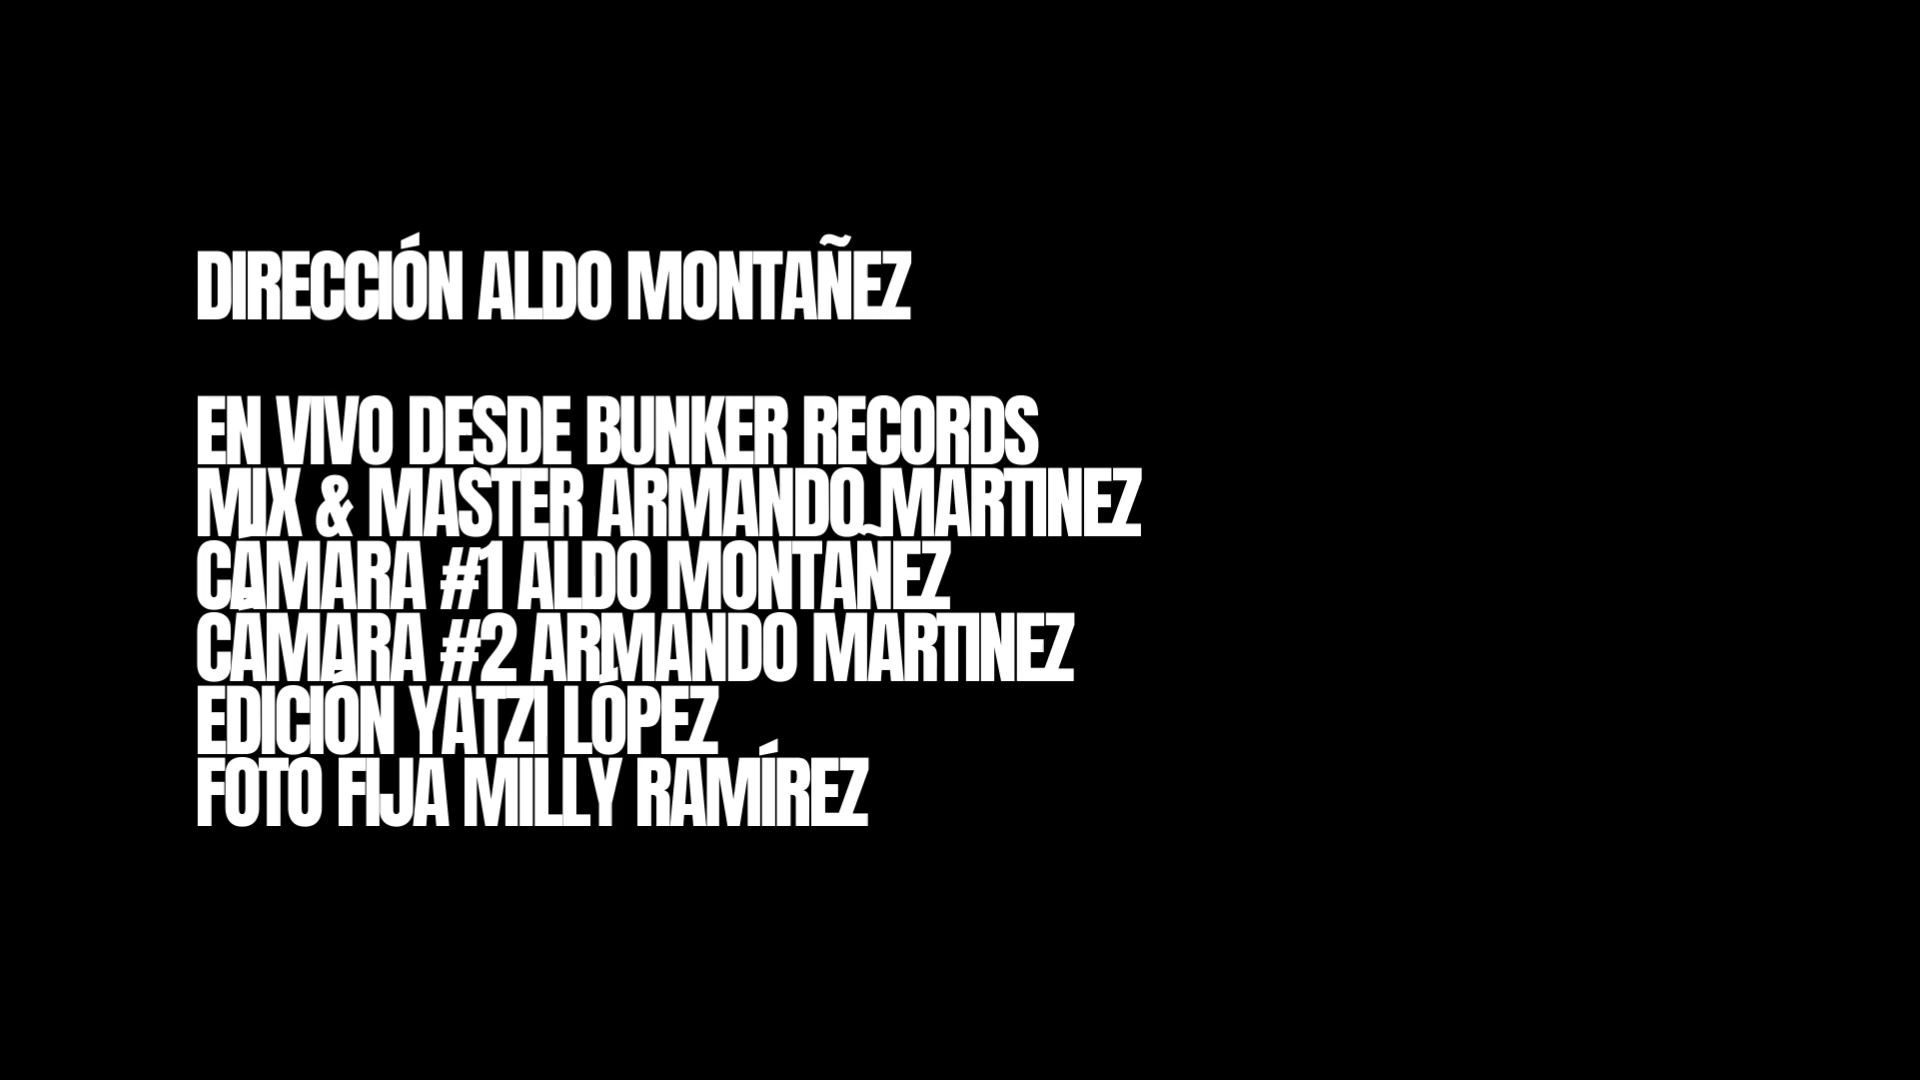 DIRECCIÓN ALDO MONTAÑEZ
EN VIVO DESDE BUNKER RECORDS
MIX & MASTER ARMANDO MARTINEZ
CÁMARA #1 ALDO MONTAÑEZ
CÁMARA #2 ARMANDO MARTINEZ
EDICIÓN YATZI LÓPEZ
FOTO FIJA MILLY RAMÍREZ